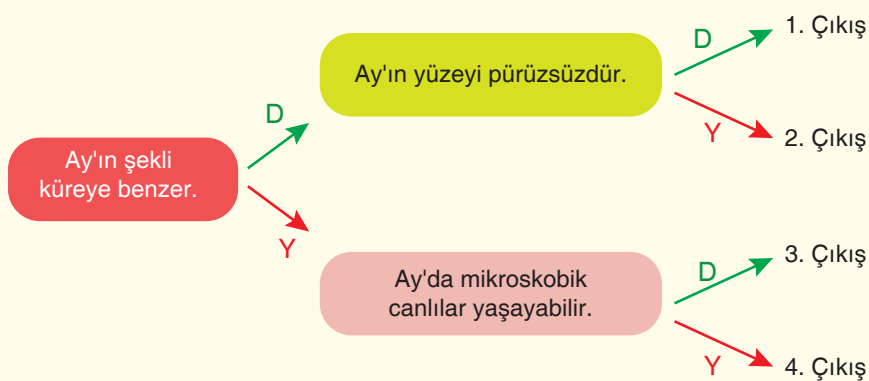 Ay'ın şekli
küreye benzer.
D
Y
Ay'ın yüzeyi pürüzsüzdür.
D
Y
1. Çıkış
2. Çıkış
Ay'da mikroskobik
canlılar yaşayabilir.
D
Y
3. Çıkış
4. Çıkış